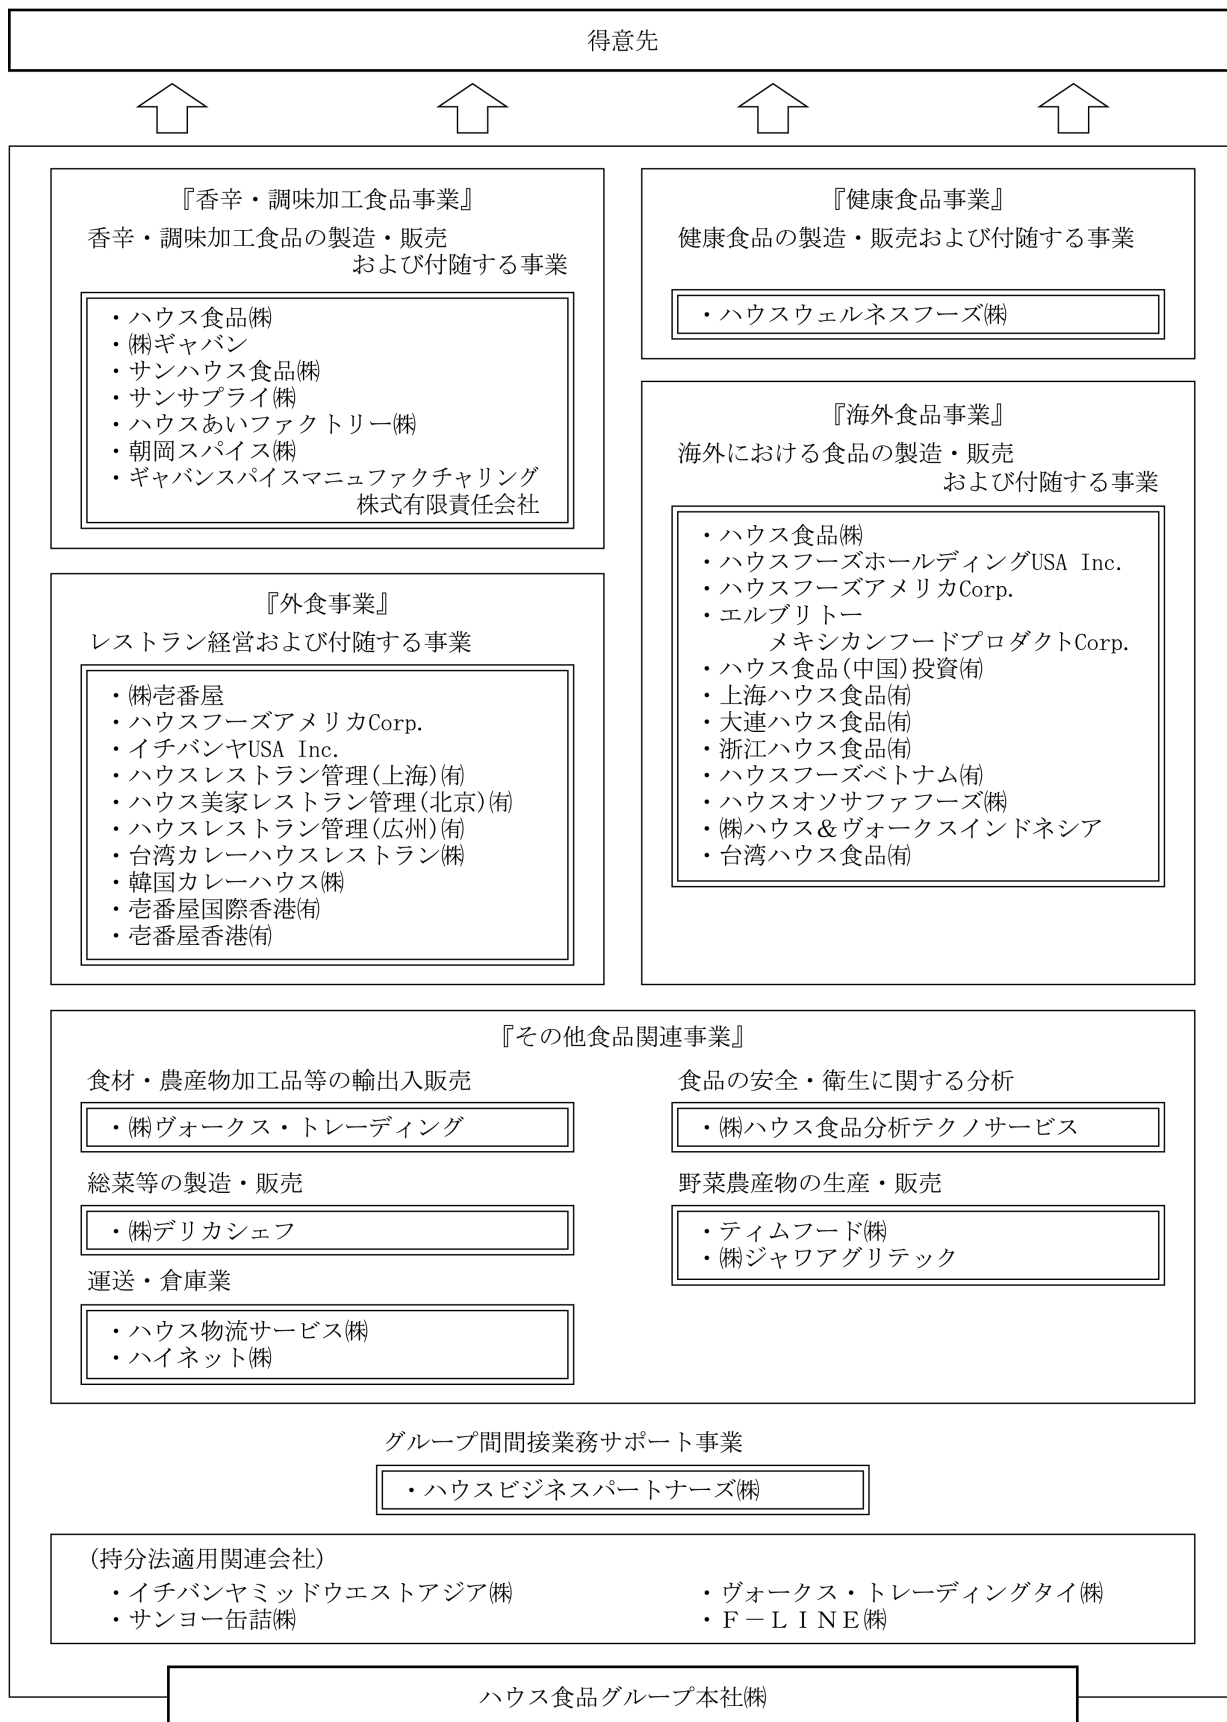 得意先
『香辛・調味加工食品事業』
香辛・調味加工食品の製造・販売
および付随する事業
・ハウス食品㈱
・㈱ギャバン
・サンハウス食品㈱
・サンサプライ㈱
・ハウスあいファクトリー㈱
・朝岡スパイス㈱
・ギャバンスパイスマニュファクチャリング
株式有限責任会社
『健康食品事業』
健康食品の製造・販売および付随する事業
・ハウスウェルネスフーズ㈱
『外食事業』
レストラン経営および付随する事業
・㈱壱番屋
・ハウスフーズアメリカCorp.
・イチバンヤUSA Inc.
・ハウスレストラン管理(上海)㈲
・ハウス美家レストラン管理(北京)㈲
・ハウスレストラン管理(広州)㈲
・台湾カレーハウスレストラン㈱
・韓国カレーハウス㈱
・壱番屋国際香港㈲
・壱番屋香港㈲
『海外食品事業』
海外における食品の製造・販売
および付随する事業
・ハウス食品㈱
・ハウスフーズホールディングUSA Inc.
・ハウスフーズアメリカCorp.
・エルブリトー
メキシカンフードプロダクトCorp.
・ハウス食品(中国)投資㈲
・上海ハウス食品㈲
・大連ハウス食品㈲
・浙江ハウス食品㈲
・ハウスフーズベトナム㈲
・ハウスオソサファフーズ㈱
・㈱ハウス＆ヴォークスインドネシア
・台湾ハウス食品㈲
『その他食品関連事業』
食材・農産物加工品等の輸出入販売
・㈱ヴォークス・トレーディング
総菜等の製造・販売
・㈱デリカシェフ
運送・倉庫業
・ハウス物流サービス㈱
・ハイネット㈱
食品の安全・衛生に関する分析
・㈱ハウス食品分析テクノサービス
野菜農産物の生産・販売
・ティムフード㈱
・㈱ジャワアグリテック
グループ間間接業務サポート事業
・ハウスビジネスパートナーズ㈱
(持分法適用関連会社)
・イチバンヤミッドウエストアジア㈱
・サンヨー缶詰㈱
・ヴォークス・トレーディングタイ㈱
・Ｆ－ＬＩＮＥ㈱
ハウス食品グループ本社㈱